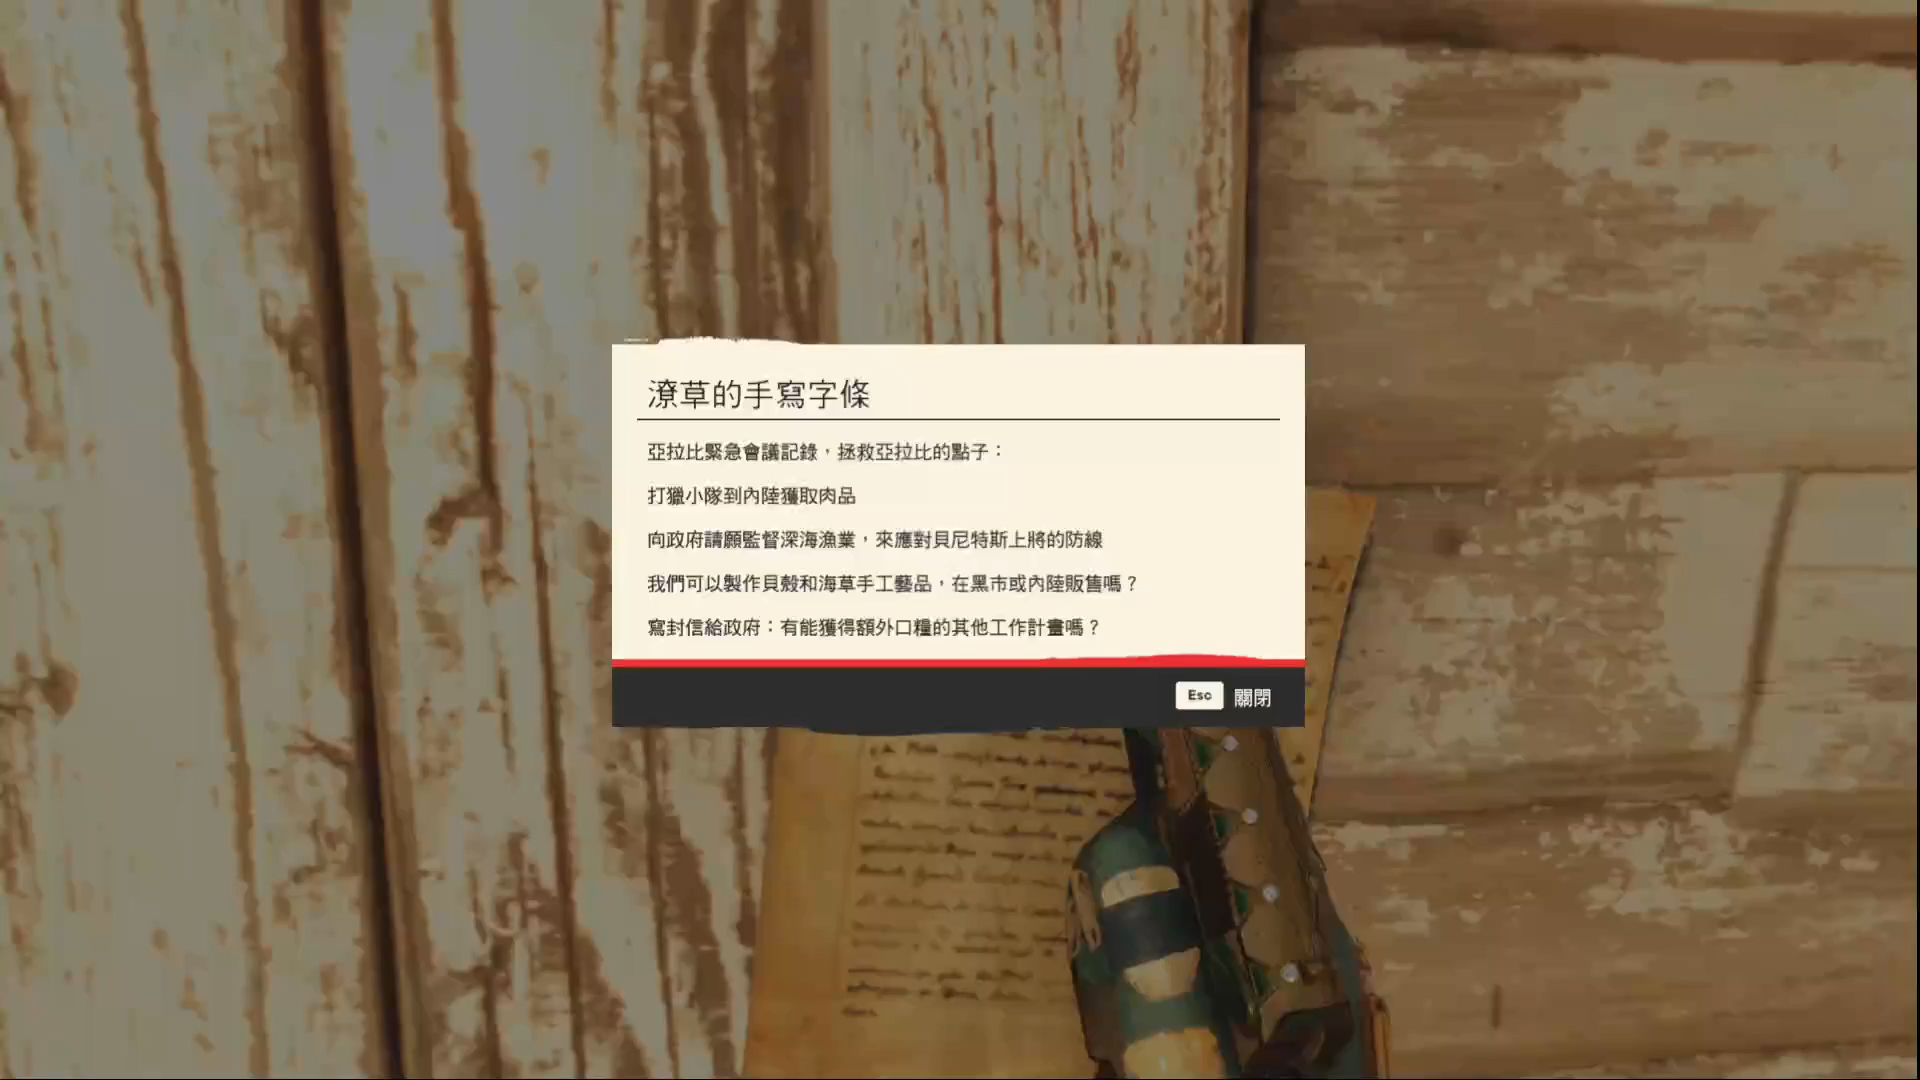 潦草的手寫字條
亞拉比緊急會議記錄，拯救亞拉比的點子：
打獵小隊到內陸獲取肉品
向政府請願監督深海漁業，來應對貝尼特斯上將的防線
我們可以製作貝殼和海草手工藝品，在黑市或內陸販售嗎？
寫封信給政府：有能獲得額外口糧的其他工作計畫嗎？
Esc 關閉